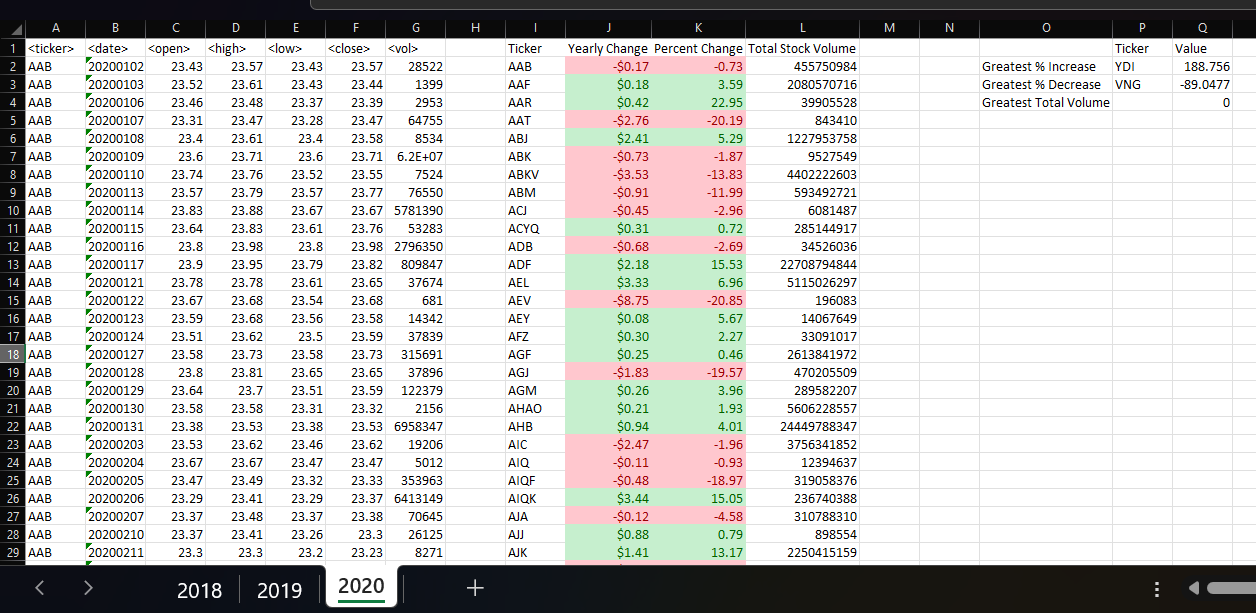 A B C D E F G H I J K L M N O P Q
1 <ticker> <date> <open> <high> <low> <close> <vol> Ticker Yearly Change Percent Change Total Stock Volume Ticker Value
2 AAB 20200102 23.43 23.57 23.43 23.57 28522 AAB -$0.17 -0.73 455750984 Greatest % Increase YDI 188.756
3 AAB 20200103 23.52 23.61 23.43 23.44 1399 AAF $0.18 3.59 2080570716 Greatest % Decrease VNG -89.0477
4 AAB 20200106 23.46 23.48 23.37 23.39 2953 AAR $0.42 22.95 39905528 Greatest Total Volume 0
5 AAB 20200107 23.31 23.47 23.28 23.47 64755 AAT -$2.76 -20.19 843410
6 AAB 20200108 23.4 23.61 23.4 23.58 8534 ABJ $2.41 5.29 1227953758
7 AAB 20200109 23.6 23.71 23.6 23.71 6.2E+07 ABK -$0.73 -1.87 9527549
8 AAB 20200110 23.74 23.76 23.52 23.55 7524 ABKV -$3.53 -13.83 4402222603
9 AAB 20200113 23.57 23.79 23.57 23.77 76550 ABM -$0.91 -11.99 593492721
10 AAB 20200114 23.83 23.88 23.67 23.67 5781390 ACJ -$0.45 -2.96 6081487
11 AAB 20200115 23.64 23.83 23.61 23.76 53283 ACYQ $0.31 0.72 285144917
12 AAB 20200116 23.8 23.98 23.8 23.98 2796350 ADB -$0.68 -2.69 34526036
13 AAB 20200117 23.9 23.95 23.79 23.82 809847 ADF $2.18 15.53 22708794844
14 AAB 20200121 23.78 23.78 23.61 23.65 37674 AEL $3.33 6.96 5115026297
15 AAB 20200122 23.67 23.68 23.54 23.68 681 AEV -$8.75 -20.85 196083
16 AAB 20200123 23.59 23.68 23.56 23.58 14342 AEY $0.08 5.67 14067649
17 AAB 20200124 23.51 23.62 23.5 23.59 37839 AFZ $0.30 2.27 33091017
18 AAB 20200127 23.58 23.73 23.58 23.73 315691 AGF $0.25 0.46 2613841972
19 AAB 20200128 23.8 23.81 23.65 23.65 37896 AGJ -$1.83 -19.57 470205509
20 AAB 20200129 23.64 23.7 23.51 23.59 122379 AGM $0.26 3.96 289582207
21 AAB 20200130 23.58 23.58 23.31 23.32 2156 AHAO $0.21 1.93 5606228557
22 AAB 20200131 23.38 23.53 23.38 23.53 6958347 AHB $0.94 4.01 24449788347
23 AAB 20200203 23.53 23.62 23.46 23.62 19206 AIC -$2.47 -1.96 3756341852
24 AAB 20200204 23.67 23.67 23.47 23.47 5012 AIQ -$0.11 -0.93 12394637
25 AAB 20200205 23.47 23.49 23.32 23.33 353963 AIQF -$0.48 -18.97 319058376
26 AAB 20200206 23.29 23.41 23.29 23.37 6413149 AIQK $3.44 15.05 236740388
27 AAB 20200207 23.37 23.48 23.37 23.38 70645 AJA -$0.12 -4.58 310788310
28 AAB 20200210 23.37 23.41 23.26 23.3 26125 AJJ $0.88 0.79 898554
29 AAB 20200211 23.3 23.3 23.2 23.23 8271 AJK $1.41 13.17 2250415159
2018 2019 2020